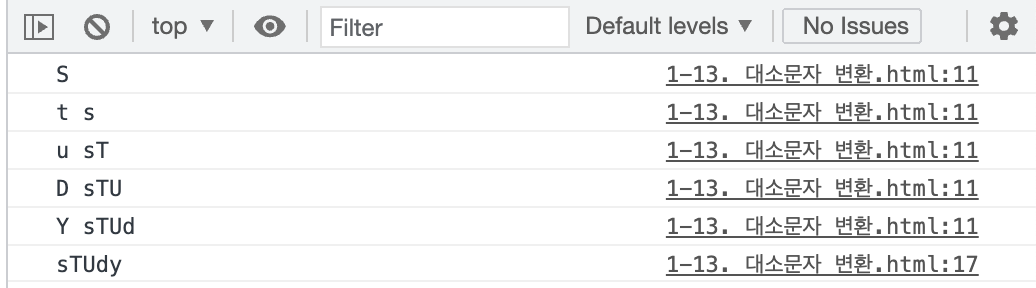 top ▼ Filter Default levels ▼ No Issues
S 1-13. 대소문자 변환.html:11
t s 1-13. 대소문자 변환.html:11
u sT 1-13. 대소문자 변환.html:11
D sTU 1-13. 대소문자 변환.html:11
Y sTUd 1-13. 대소문자 변환.html:11
sTUdy 1-13. 대소문자 변환.html:17